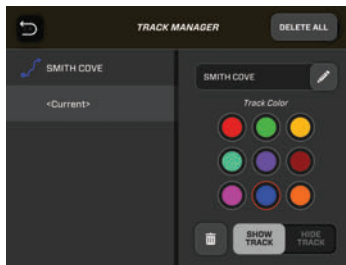 TRACK MANAGER
DELETE ALL
SMITH COVE
<Current>
SMITH COVE
Track Color
SHOW
TRACK
HIDE
TRACK